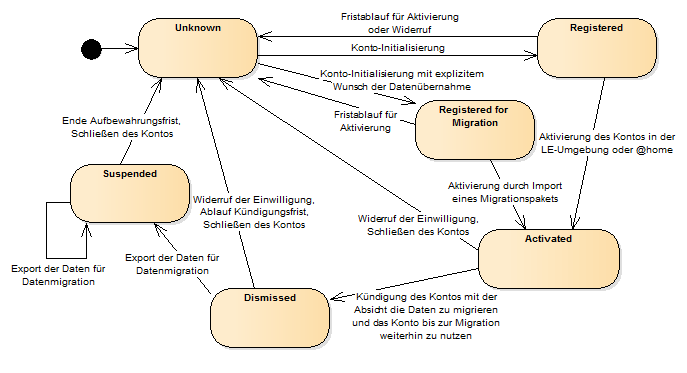 Fristablauf für Aktivierung
oder Widerruf
Unknown
Registered
Konto-Initialisierung
Konto-Initialisierung mit explizitem
Wunsch der Datenübernahme
Registered for
Migration
Fristablauf für
Aktivierung
Ende Aufbewahrungsfrist,
Schließen des Kontos
Aktivierung des Kontos in der
LE-Umgebung oder @home
Suspended
Aktivierung durch Import
eines Migrationspakets
Widerruf der Einwilligung,
Ablauf Kündigungsfrist,
Schließen des Kontos
Widerruf der Einwilligung,
Schließen des Kontos
Activated
Export der Daten für
Datenmigration
Export der Daten für
Datenmigration
Dismissed
Kündigung des Kontos mit der
Absicht die Daten zu migrieren
und das Konto bis zur Migration
weiterhin zu nutzen